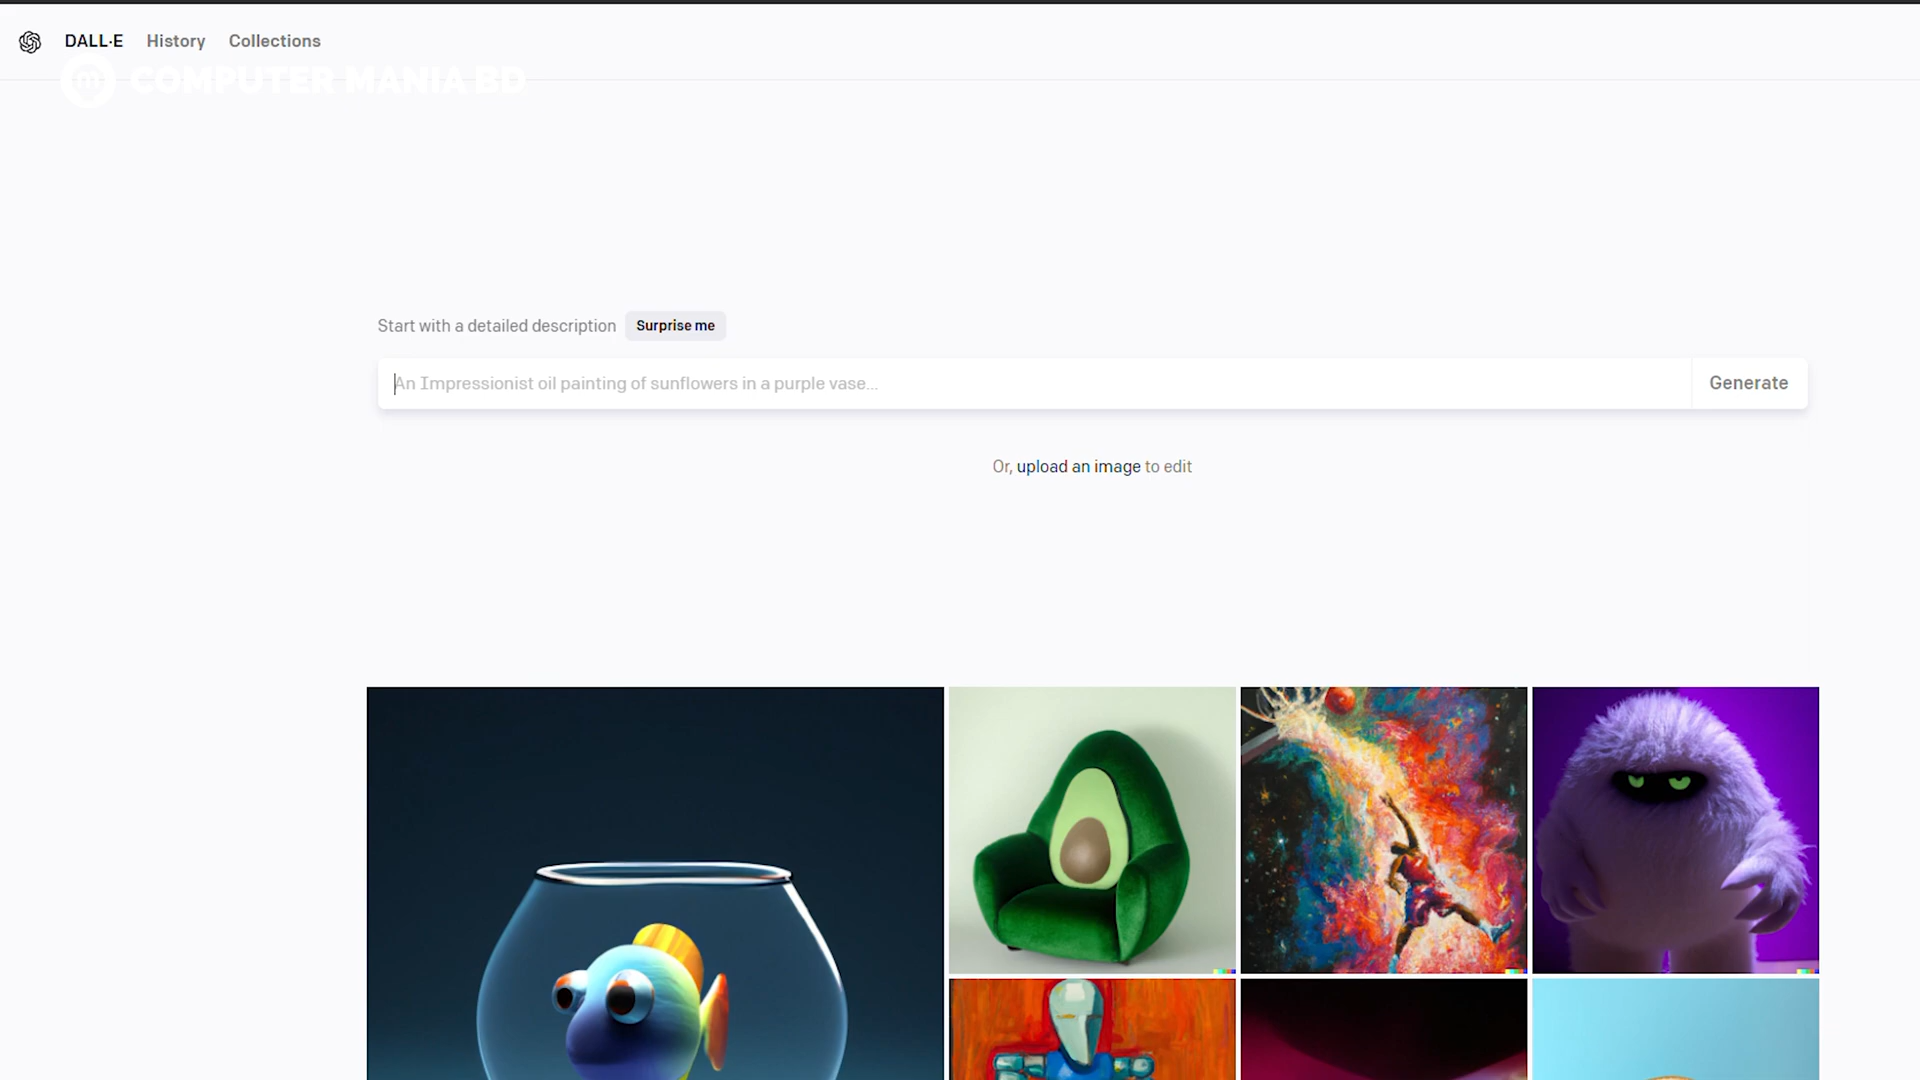 DALL·E History Collections
COMPUTER MANIA BD
Start with a detailed description Surprise me
An Impressionist oil painting of sunflowers in a purple vase... Generate
Or, upload an image to edit